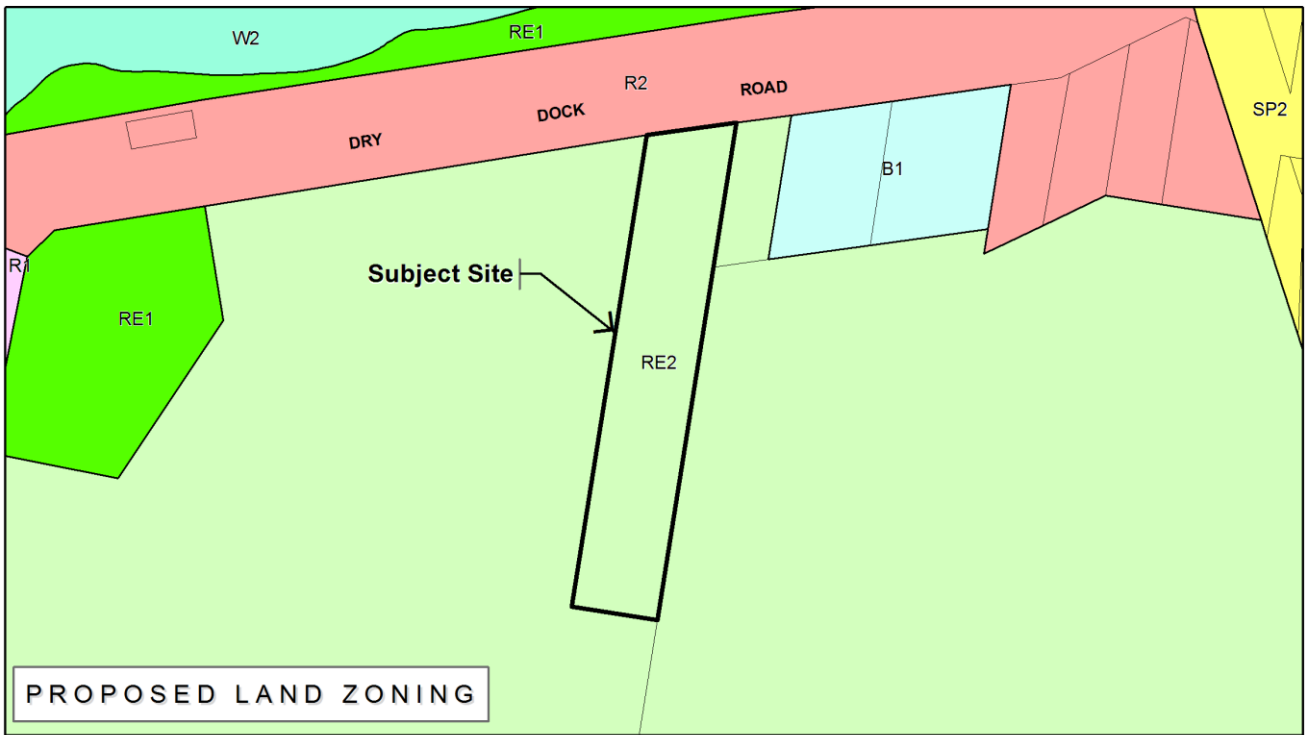 W2
RE1
R2
DRY DOCK ROAD
SP2
B1
R1
Subject Site
RE1
RE2
PROPOSED LAND ZONING